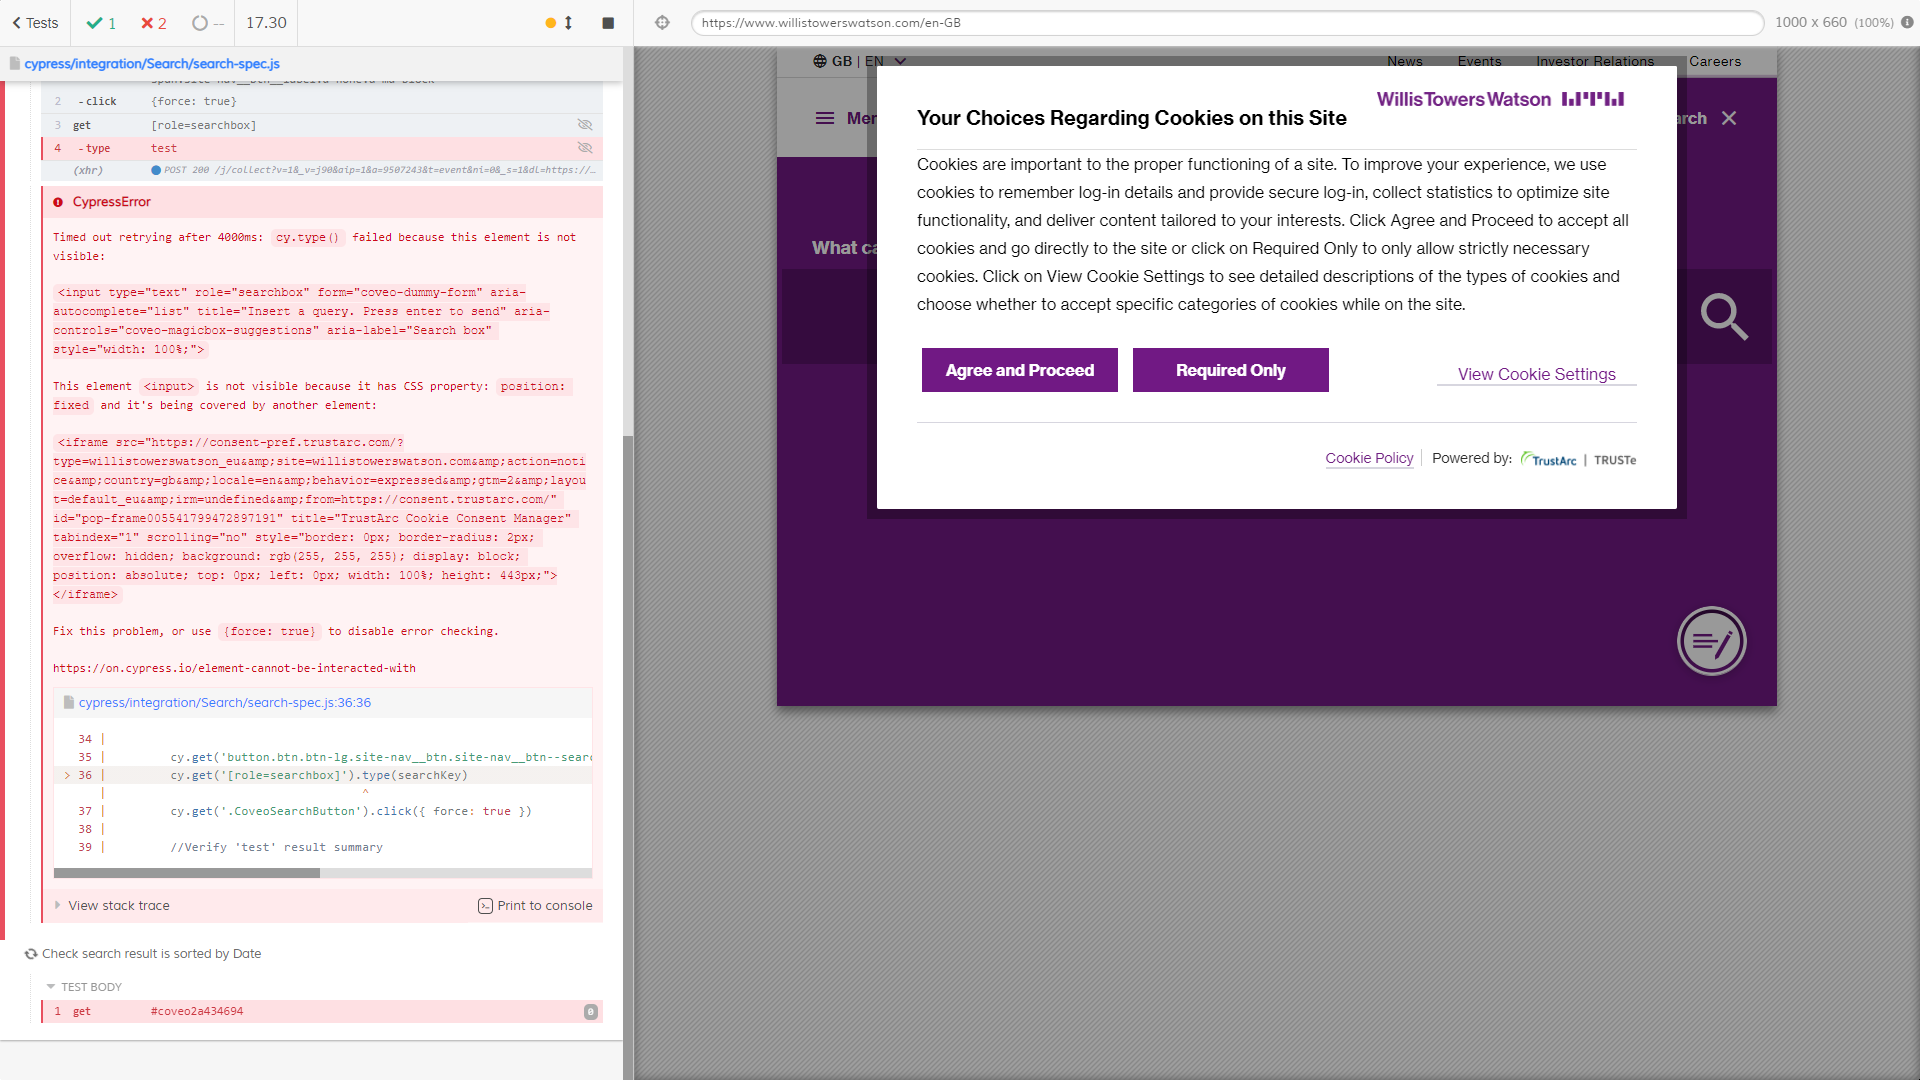 Tests
1
2
--
17.30
https://www.willistowerswatson.com/en-GB
1000 x 660 (100%)
cypress/integration/Search/search-spec.js
2 -click {force: true}
3 get [role=searchbox]
4 -type test
(xhr) POST 200 /j/collect?v=1&_v=j90&aip=1&a=9507243&t=event&ni=0&_s=1&dl=https://…
CypressError
Timed out retrying after 4000ms: cy.type() failed because this element is not
visible:
<input type="text" role="searchbox" form="coveo-dummy-form" aria-
autocomplete="list" title="Insert a query. Press enter to send" aria-
controls="coveo-magicbox-suggestions" aria-label="Search box"
style="width: 100%;">
This element <input> is not visible because it has CSS property: position:
fixed and it's being covered by another element:
<iframe src="https://consent-pref.trustarc.com/?
type=willistowerswatson_eu&amp;site=willistowerswatson.com&amp;action=noti
ce&amp;country=gb&amp;locale=en&amp;behavior=expressed&amp;gtm=2&amp;layou
t=default_eu&amp;irm=undefined&amp;from=https://consent.trustarc.com/"
id="pop-frame005541799472897191" title="TrustArc Cookie Consent Manager"
tabindex="1" scrolling="no" style="border: 0px; border-radius: 2px;
overflow: hidden; background: rgb(255, 255, 255); display: block;
position: absolute; top: 0px; left: 0px; width: 100%; height: 443px;">
</iframe>
Fix this problem, or use {force: true} to disable error checking.
https://on.cypress.io/element-cannot-be-interacted-with
cypress/integration/Search/search-spec.js:36:36
34 |
35 | cy.get('button.btn.btn-lg.site-nav__btn.site-nav__btn--sear
> 36 | cy.get('[role=searchbox]').type(searchKey)
| ^
37 | cy.get('.CoveoSearchButton').click({ force: true })
38 |
39 | //Verify 'test' result summary
View stack trace
Print to console
Check search result is sorted by Date
TEST BODY
1 get #coveo2a434694 0
GB | EN
News Events Investor Relations Careers
Mer
arch
What ca
WillisTowersWatson
Your Choices Regarding Cookies on this Site
Cookies are important to the proper functioning of a site. To improve your experience, we use
cookies to remember log-in details and provide secure log-in, collect statistics to optimize site
functionality, and deliver content tailored to your interests. Click Agree and Proceed to accept all
cookies and go directly to the site or click on Required Only to only allow strictly necessary
cookies. Click on View Cookie Settings to see detailed descriptions of the types of cookies and
choose whether to accept specific categories of cookies while on the site.
Agree and Proceed
Required Only
View Cookie Settings
Cookie Policy | Powered by: TrustArc | TRUSTe